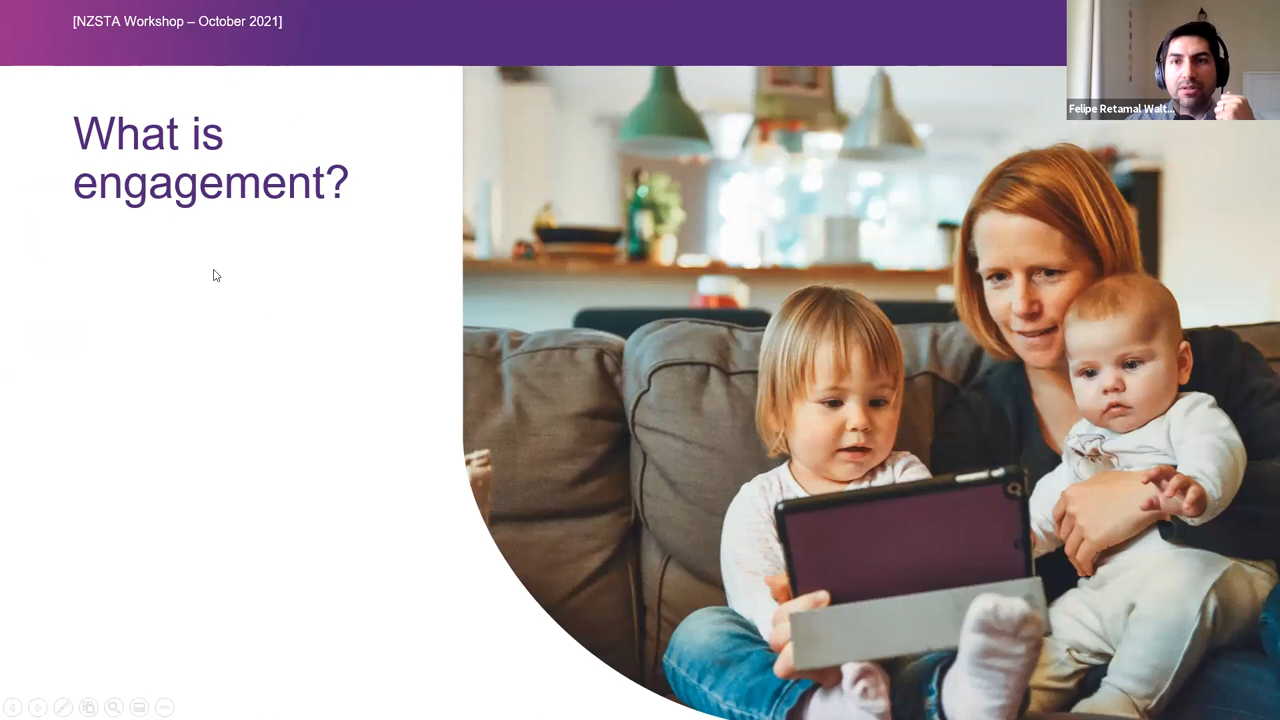 [NZSTA Workshop – October 2021]
Felipe Retamal Walt...
What is
engagement?